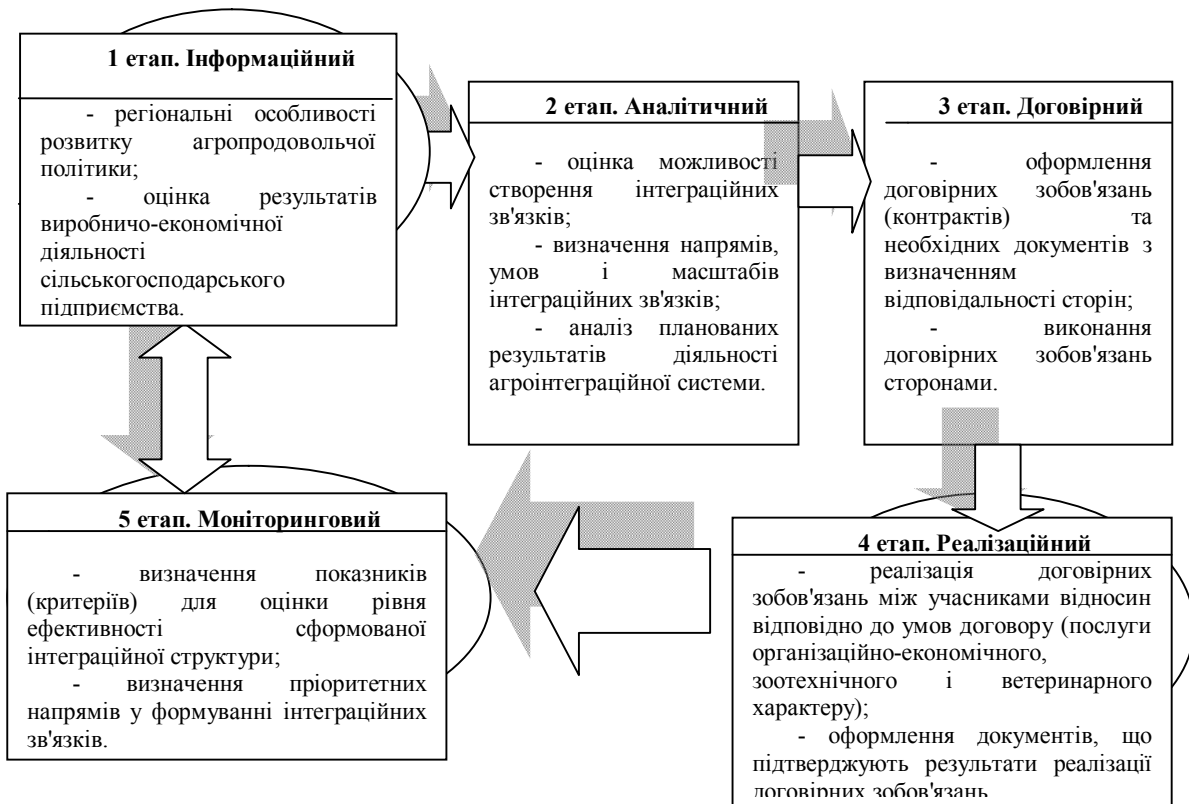 1 етап. Інформаційний
- регіональні особливості
розвитку агропродовольчої
політики;
- оцінка результатів
виробничо-економічної
діяльності
сільськогосподарського
підприємства.
2 етап. Аналітичний
- оцінка можливості
створення інтеграційних
зв'язків;
- визначення напрямів,
умов і масштабів
інтеграційних зв'язків;
- аналіз планованих
результатів діяльності
агроінтеграційної системи.
3 етап. Договірний
- оформлення
договірних зобов'язань
(контрактів) та
необхідних документів з
визначенням
відповідальності сторін;
- виконання
договірних зобов'язань
сторонами.
4 етап. Реалізаційний
- реалізація договірних
зобов'язань між учасниками відносин
відповідно до умов договору (послуги
організаційно-економічного,
зоотехнічного і ветеринарного
характеру);
- оформлення документів, що
підтверджують результати реалізації
договірних зобов'язань
5 етап. Моніторинговий
- визначення показників
(критеріїв) для оцінки рівня
ефективності сформованої
інтеграційної структури;
- визначення пріоритетних
напрямів у формуванні інтеграційних
зв'язків.